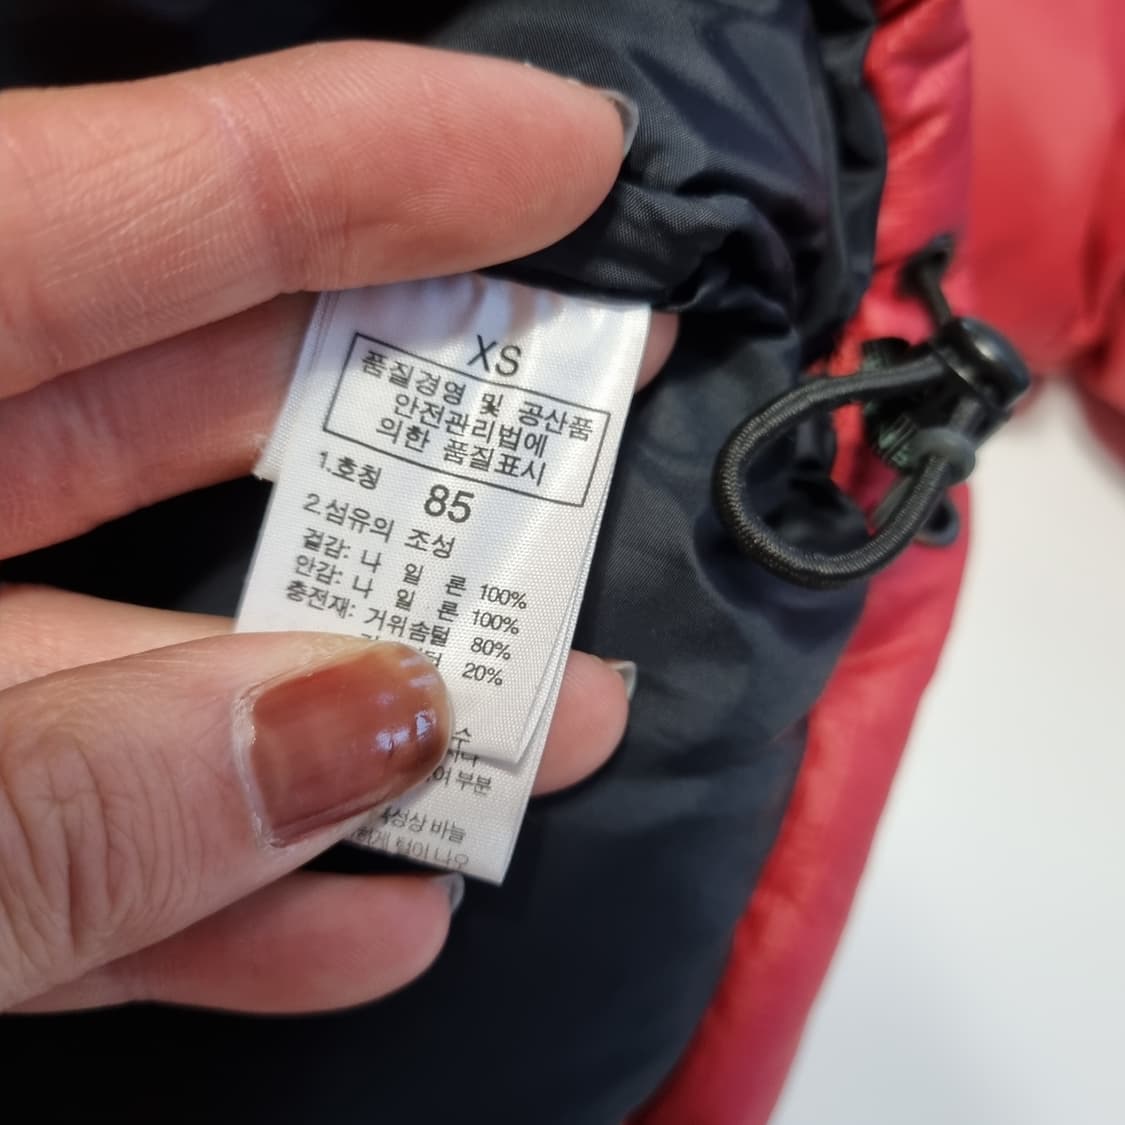 XS
품질경영 및 공산품
안전관리법에
의한 품질표시
1.호칭 85
2.섬유의 조성
겉감: 나 일 론 100%
안감: 나 일 론 100%
충전재: 거위솜털 80%
20%
부분
바늘
털이